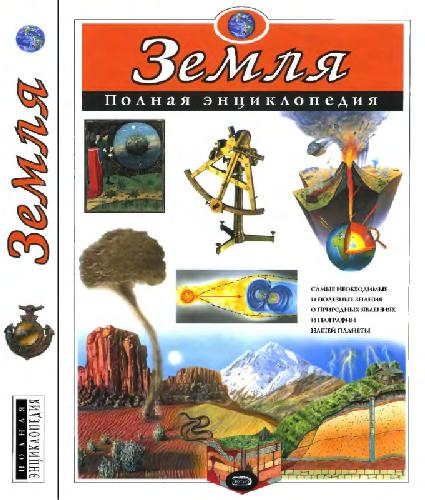 Земля
ПОЛНАЯ
ЭНЦИКЛОПЕДИЯ
Земля
Полная энциклопедия
САМЫЕ НЕОБХОДИМЫЕ
И ПОЛЕЗНЫЕ ЗНАНИЯ
О ПРИРОДНЫХ ЯВЛЕНИЯХ
И ГЕОГРАФИИ
НАШЕЙ ПЛАНЕТЫ